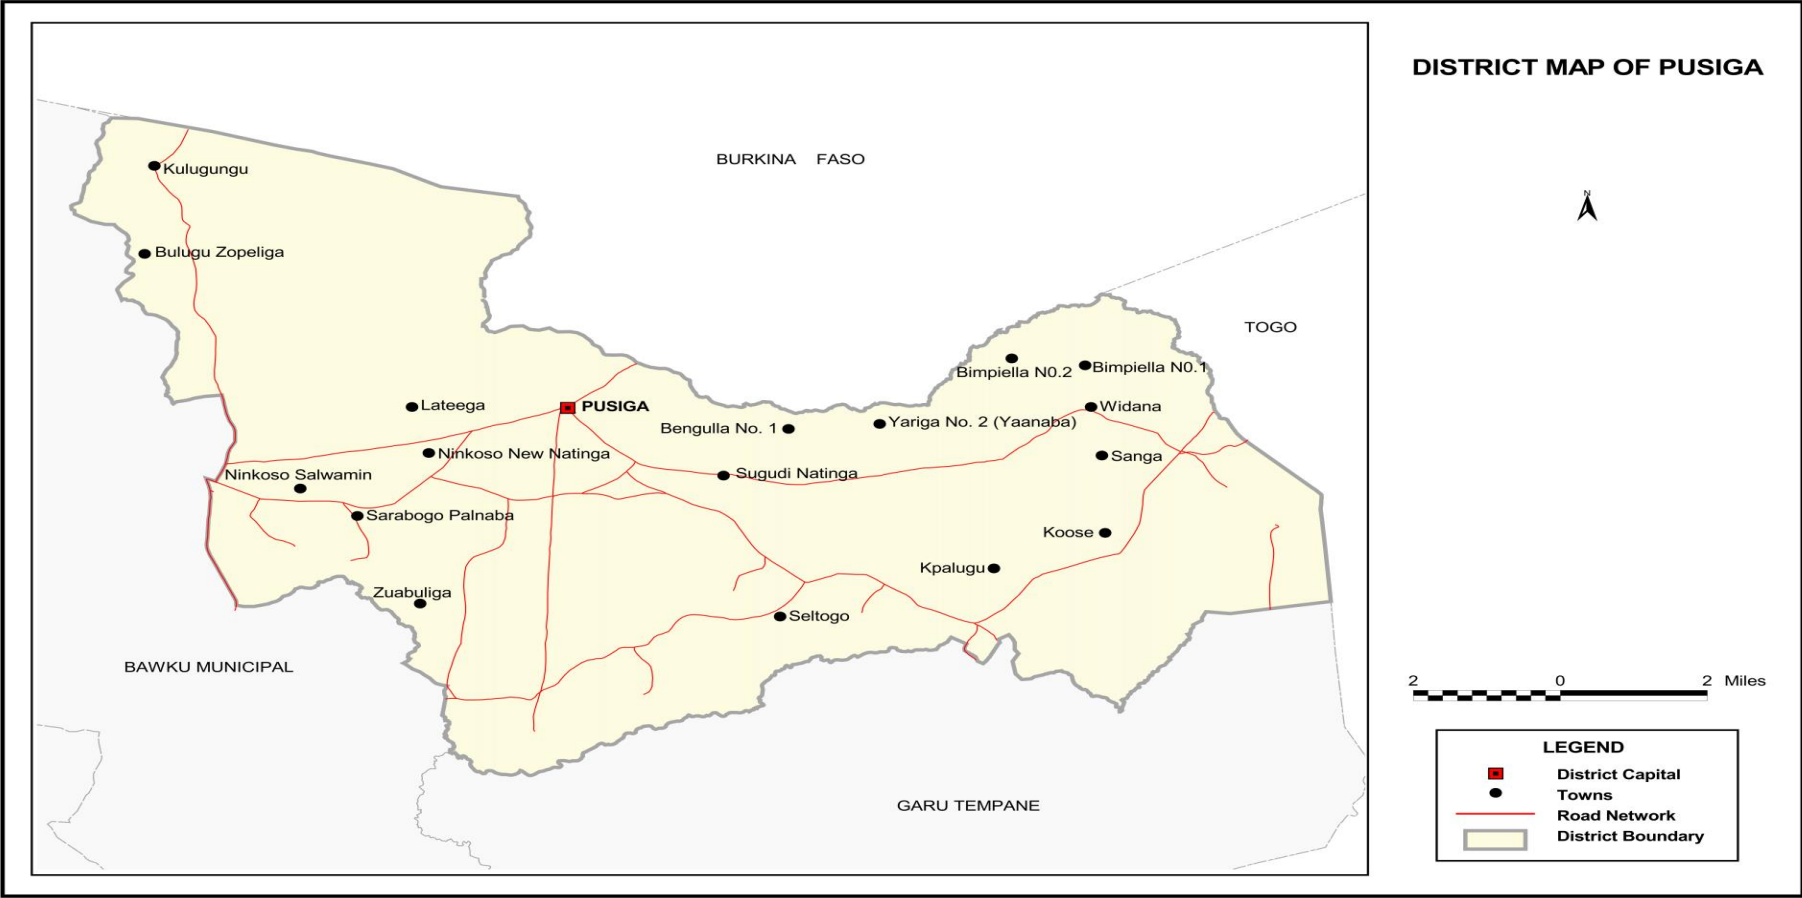 DISTRICT MAP OF PUSIGA
BURKINA FASO
Kulugungu
N
Bulugu Zopeliga
TOGO
Bimpiella N0.2
Bimpiella N0.1
Lateega
PUSIGA
Widana
Bengulla No. 1
Yariga No. 2 (Yaanaba)
Ninkoso New Natinga
Sanga
Ninkoso Salwamin
Sugudi Natinga
Sarabogo Palnaba
Koose
Kpalugu
Zuabuliga
Seltogo
BAWKU MUNICIPAL
2 0 2 Miles
GARU TEMPANE
LEGEND
District Capital
Towns
Road Network
District Boundary